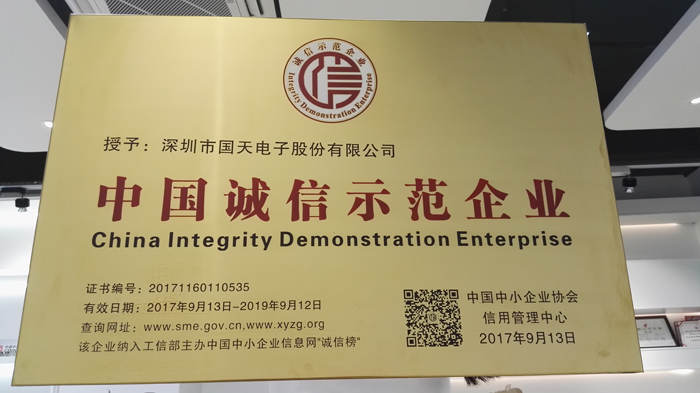 诚信示范企业
Integrity Demonstration Enterprise
授予：深圳市国天电子股份有限公司
中国诚信示范企业
China Integrity Demonstration Enterprise
证书编号：20171160110535
有效日期：2017年9月13日-2019年9月12日
查询网址：www.sme.gov.cn,www.xyzg.org
该企业纳入工信部主办中国中小企业信息网"诚信榜"
中国中小企业协会
信用管理中心
2017年9月13日